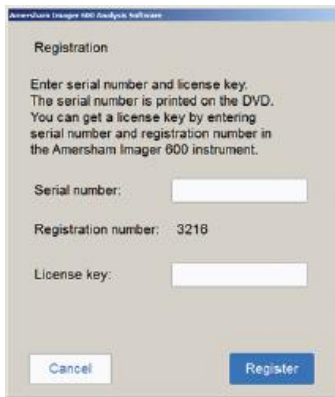 Amersham Imager 600 Analysis Software
Registration
Enter serial number and license key.
The serial number is printed on the DVD.
You can get a license key by entering
serial number and registration number in
the Amersham Imager 600 instrument.
Serial number:
Registration number: 3216
License key:
Cancel Register